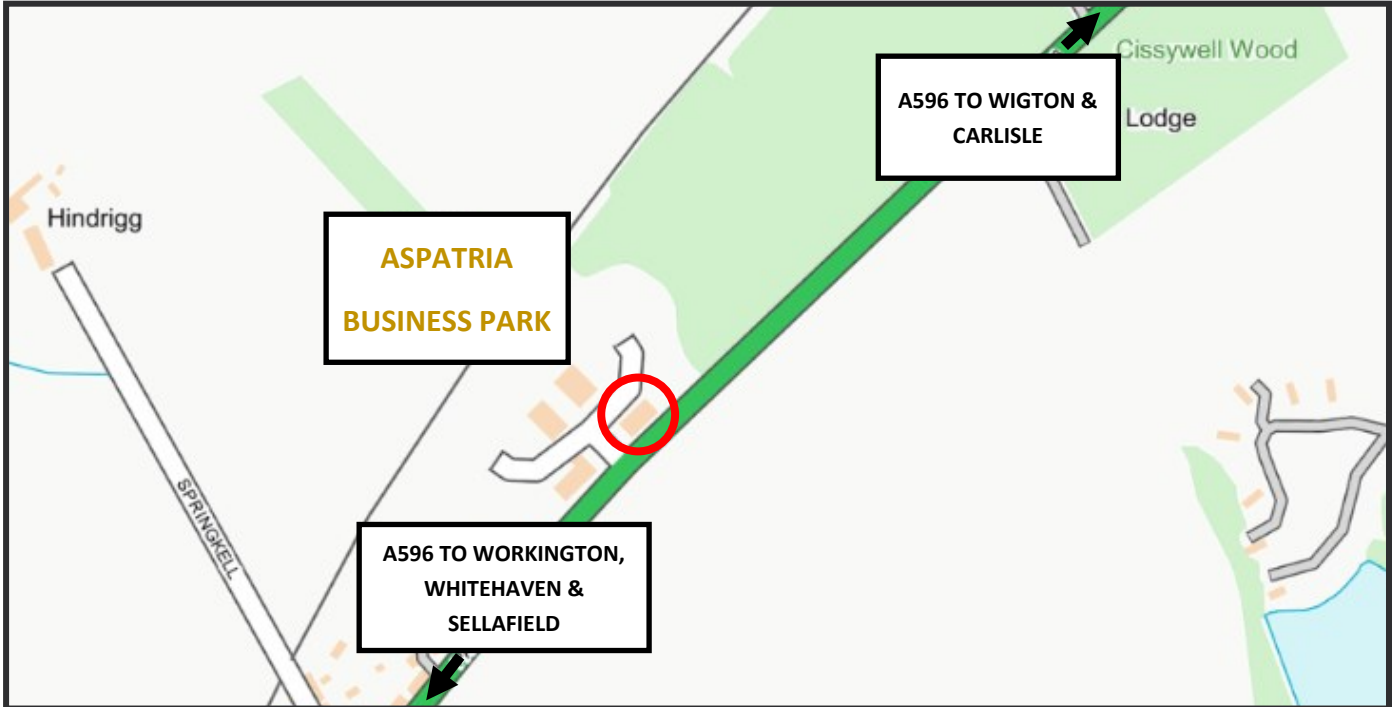 Cissywell Wood
A596 TO WIGTON &
CARLISLE
Lodge
Hindrigg
ASPATRIA
BUSINESS PARK
SPRINGKELL
A596 TO WORKINGTON,
WHITEHAVEN &
SELLAFIELD